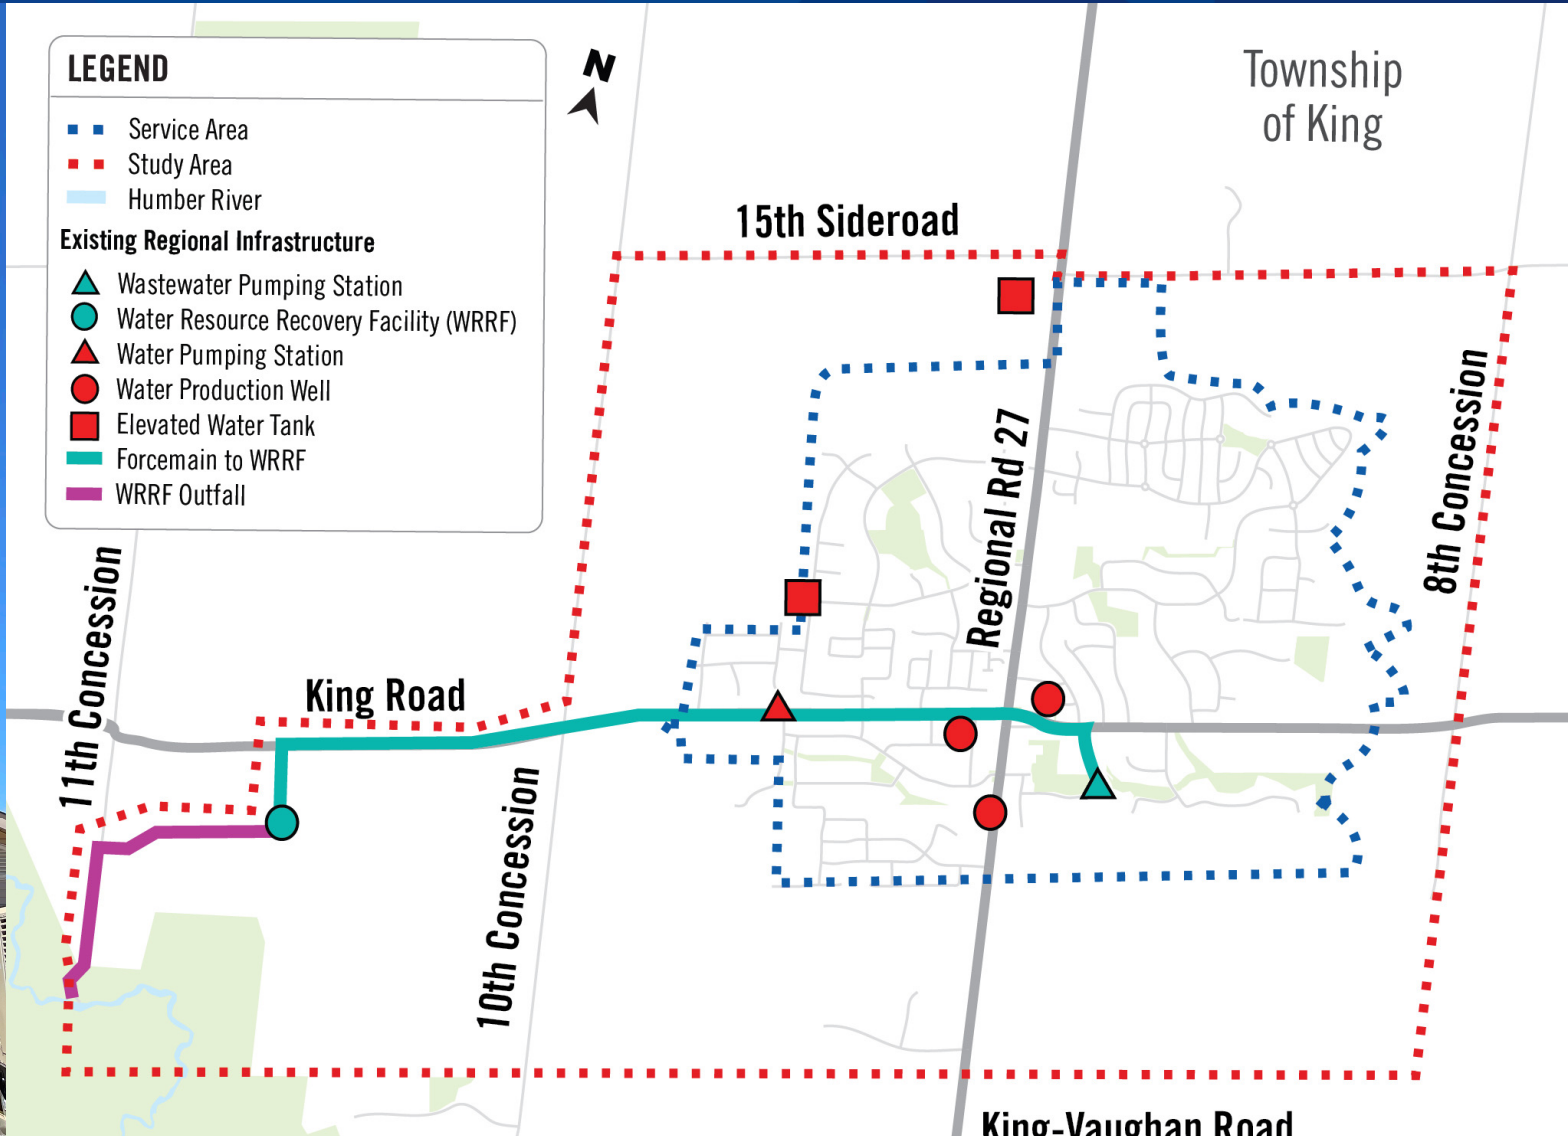 LEGEND
Service Area
Study Area
Humber River
Existing Regional Infrastructure
Wastewater Pumping Station
Water Resource Recovery Facility (WRRF)
Water Pumping Station
Water Production Well
Elevated Water Tank
Forcemain to WRRF
WRRF Outfall
N
Township
of King
15th Sideroad
Regional Rd 27
8th Concession
11th Concession
King Road
10th Concession
King-Vaughan Road